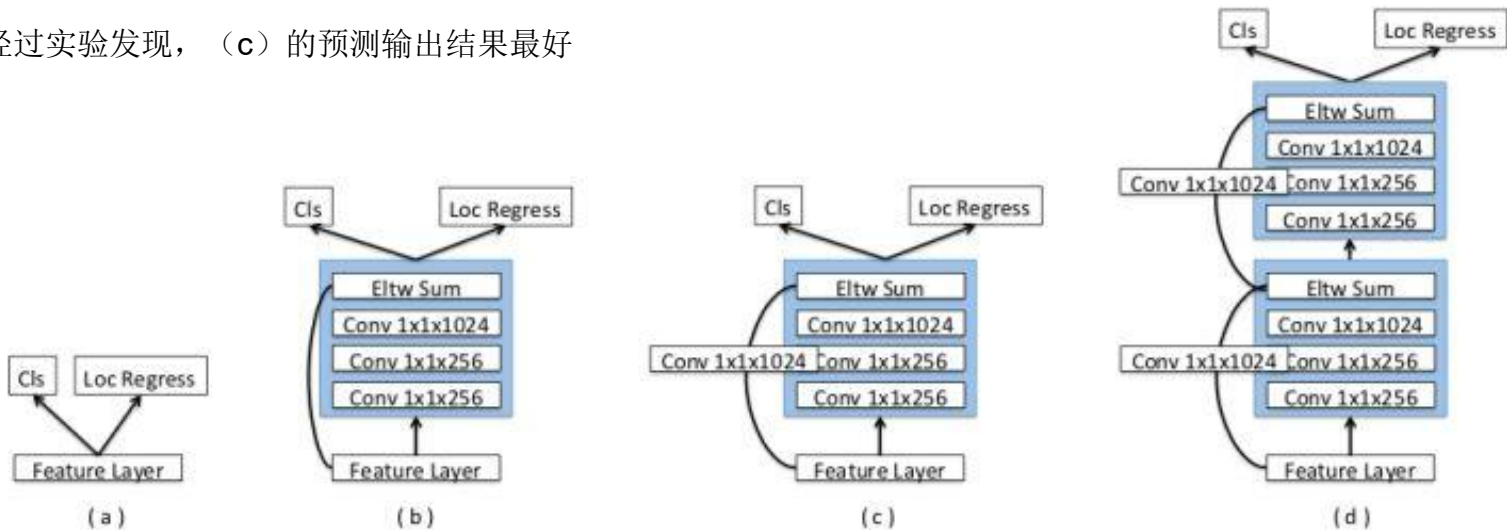 经过实验发现，（c）的预测输出结果最好
Cls
Loc Regress
Feature Layer
( a )
Cls
Loc Regress
Eltw Sum
Conv 1x1x1024
Conv 1x1x256
Conv 1x1x256
Feature Layer
( b )
Cls
Loc Regress
Eltw Sum
Conv 1x1x1024
Conv 1x1x1024
Conv 1x1x256
Conv 1x1x256
Feature Layer
( c )
Cls
Loc Regress
Eltw Sum
Conv 1x1x1024
Conv 1x1x1024
Conv 1x1x256
Conv 1x1x256
Eltw Sum
Conv 1x1x1024
Conv 1x1x1024
Conv 1x1x256
Conv 1x1x256
Feature Layer
( d )